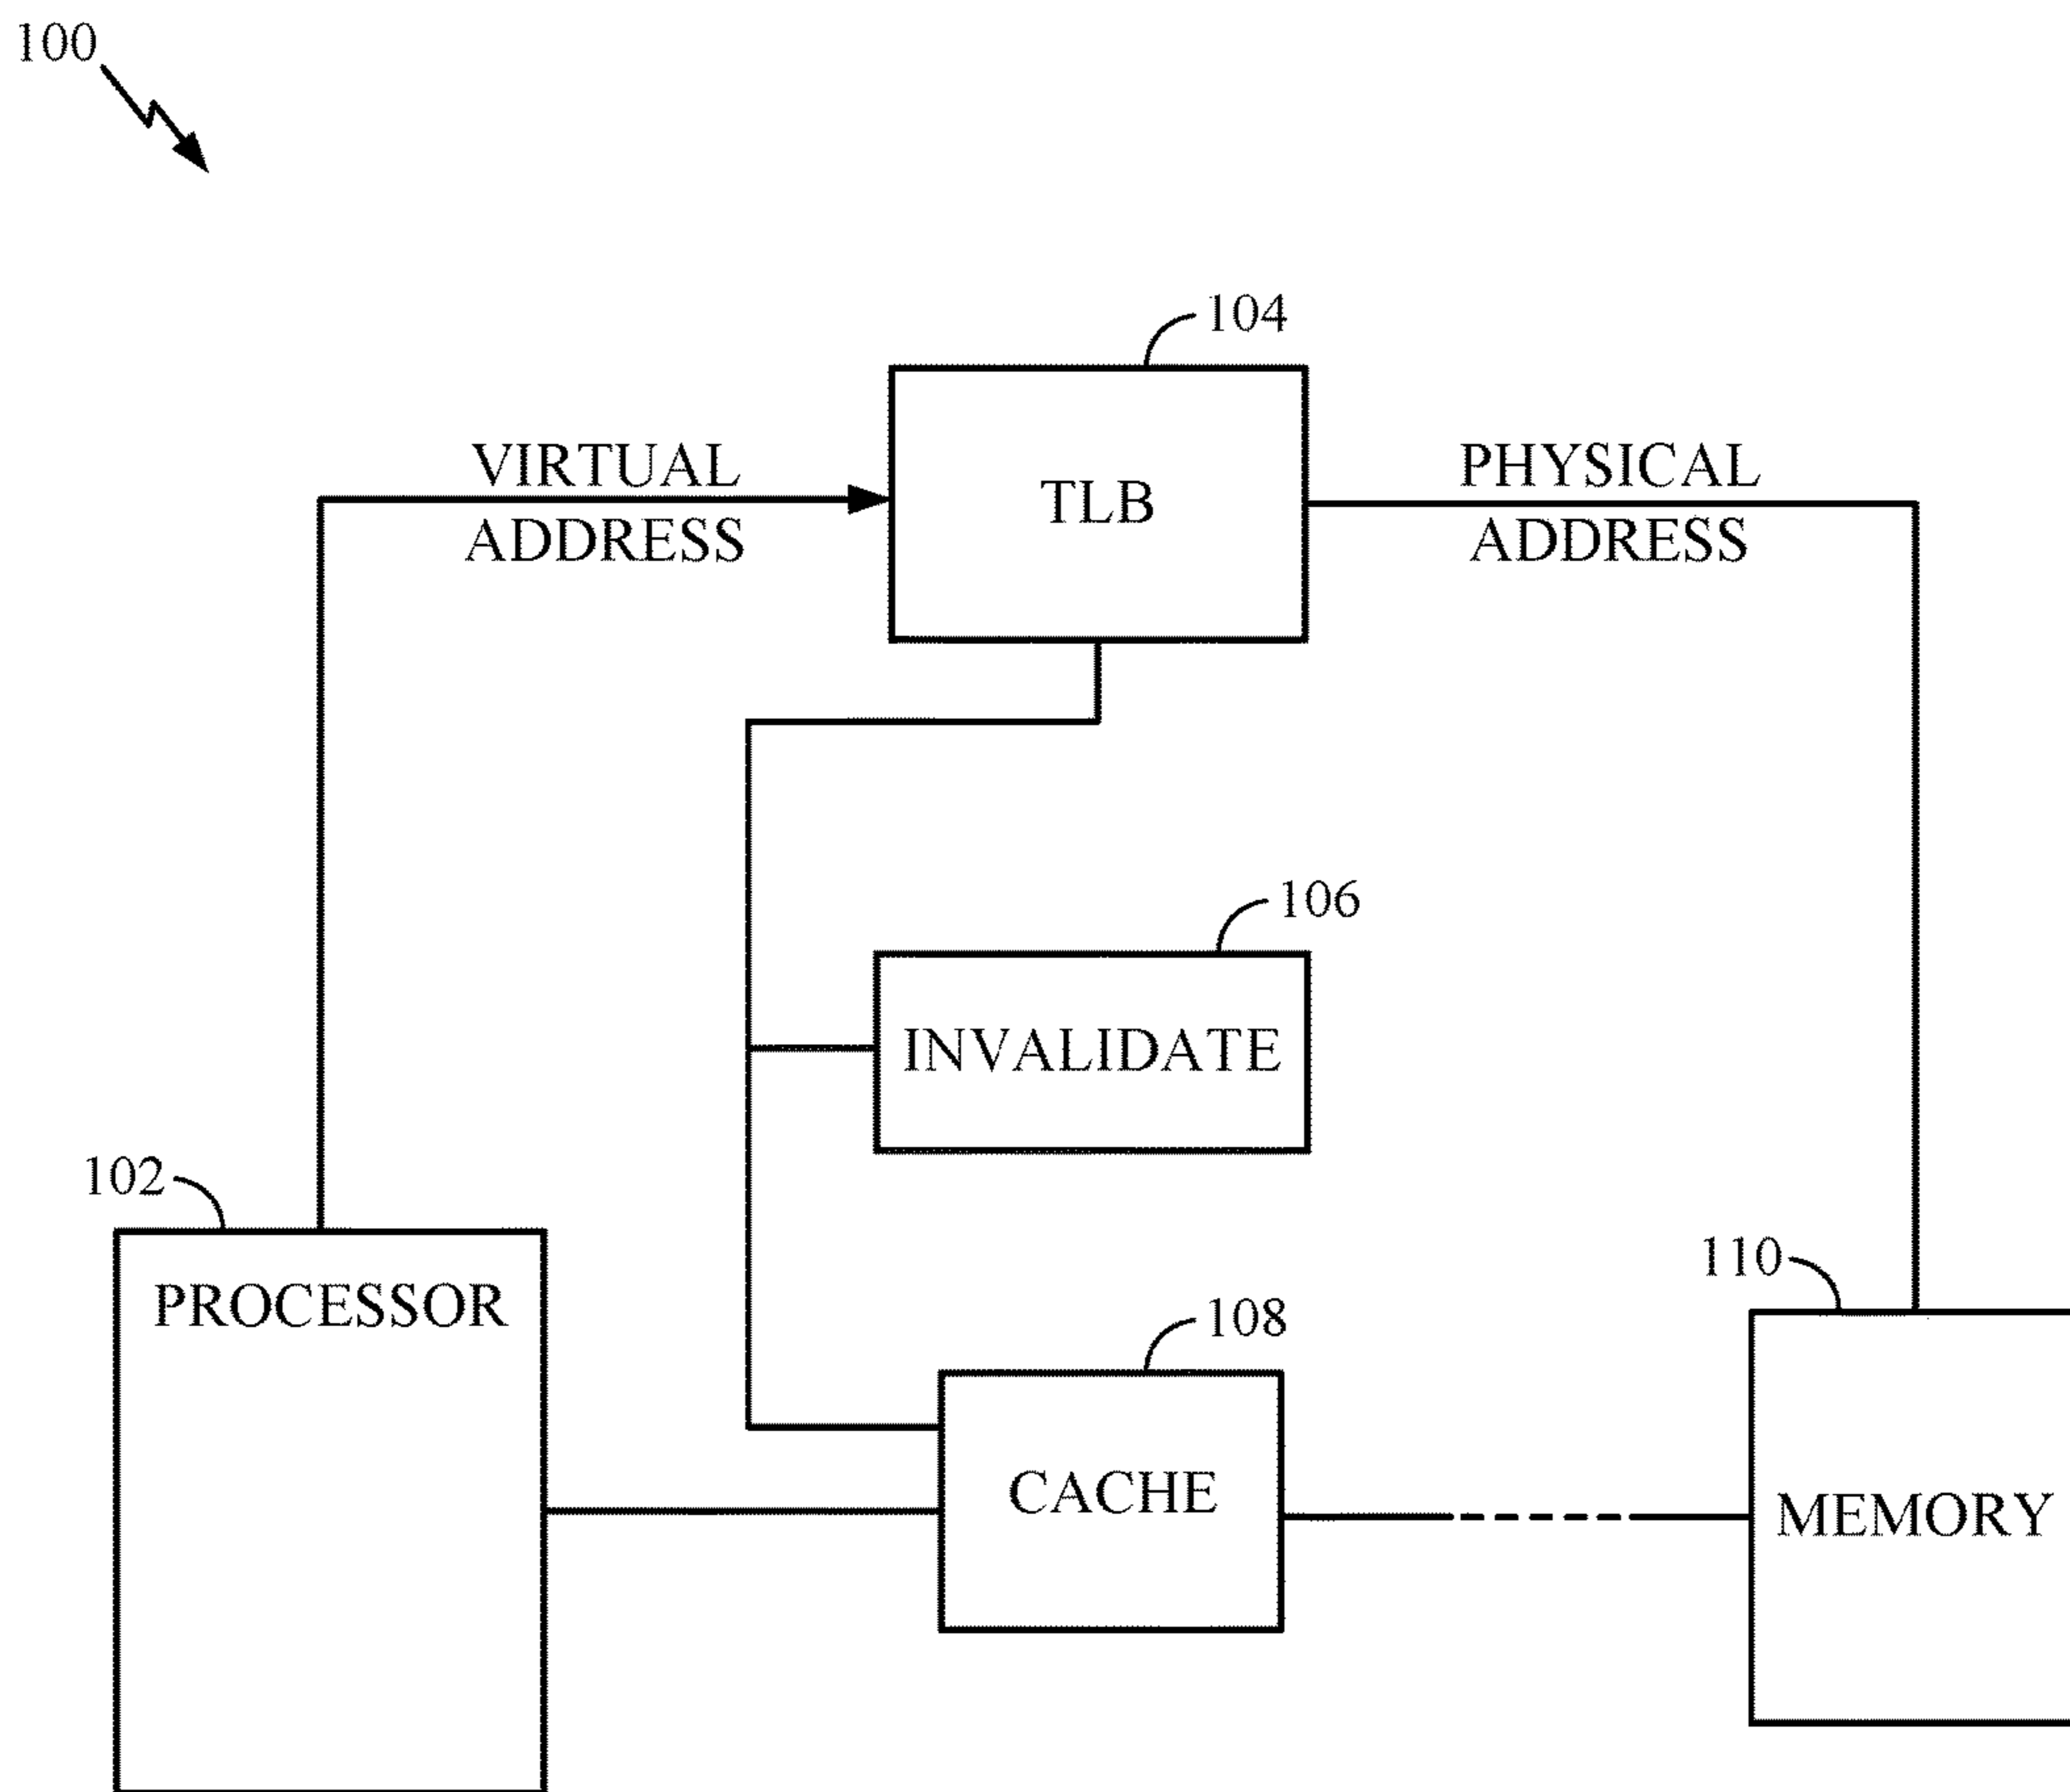 100
104
VIRTUAL
ADDRESS
TLB
PHYSICAL
ADDRESS
106
INVALIDATE
102
PROCESSOR
110
108
CACHE
MEMORY